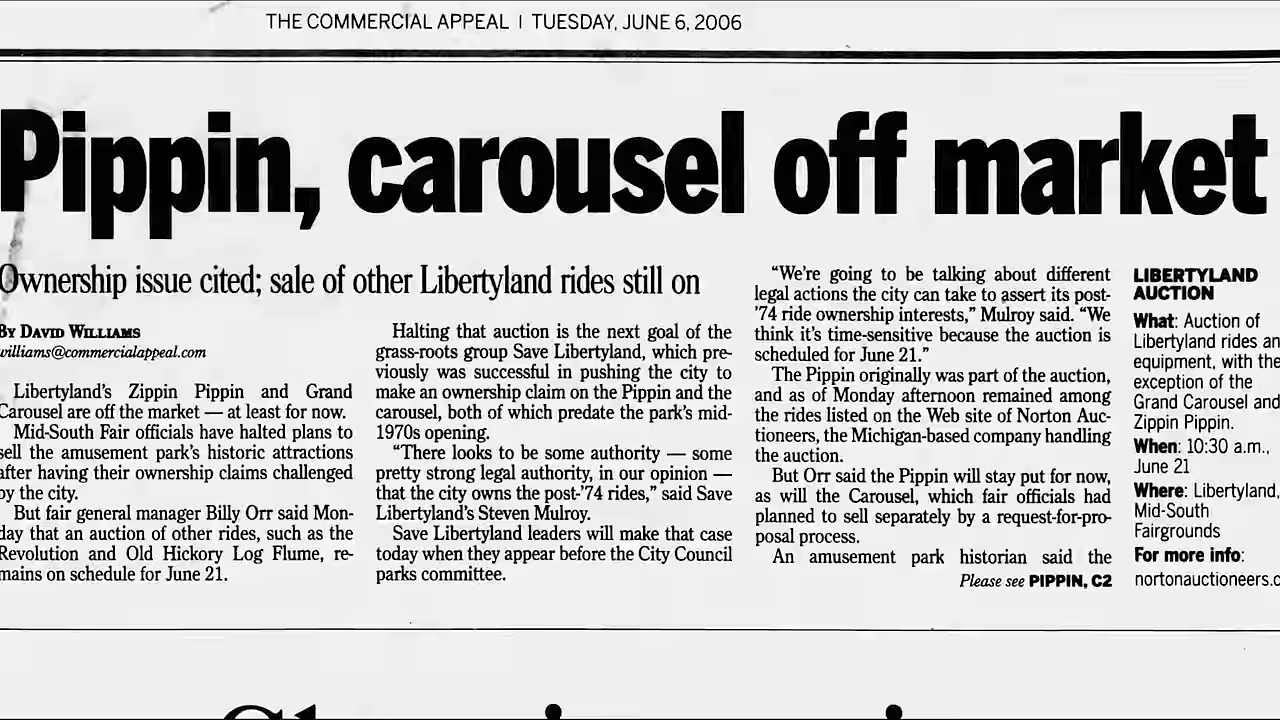 THE COMMERCIAL APPEAL | TUESDAY, JUNE 6, 2006
Pippin, carousel off market
Ownership issue cited; sale of other Libertyland rides still on
BY DAVID WILLIAMS
williams@commercialappeal.com
Libertyland's Zippin Pippin and Grand
Carousel are off the market — at least for now.
Mid-South Fair officials have halted plans to
sell the amusement park's historic attractions
after having their ownership claims challenged
by the city.
But fair general manager Billy Orr said Mon-
day that an auction of other rides, such as the
Revolution and Old Hickory Log Flume, re-
mains on schedule for June 21.
Halting that auction is the next goal of the
grass-roots group Save Libertyland, which pre-
viously was successful in pushing the city to
make an ownership claim on the Pippin and the
carousel, both of which predate the park's mid-
1970s opening.
“There looks to be some authority — some
pretty strong legal authority, in our opinion —
that the city owns the post-’74 rides,” said Save
Libertyland's Steven Mulroy.
Save Libertyland leaders will make that case
today when they appear before the City Council
parks committee.
“We're going to be talking about different
legal actions the city can take to assert its post-
’74 ride ownership interests,” Mulroy said. “We
think it's time-sensitive because the auction is
scheduled for June 21.”
The Pippin originally was part of the auction,
and as of Monday afternoon remained among
the rides listed on the Web site of Norton Auc-
tioneers, the Michigan-based company handling
the auction.
But Orr said the Pippin will stay put for now,
as will the Carousel, which fair officials had
planned to sell separately by a request-for-pro-
posal process.
An amusement park historian said the
Please see PIPPIN, C2
LIBERTYLAND
AUCTION
What: Auction of
Libertyland rides an
equipment, with the
exception of the
Grand Carousel and
Zippin Pippin.
When: 10:30 a.m.,
June 21
Where: Libertyland,
Mid-South
Fairgrounds
For more info:
nortonauctioneers.c